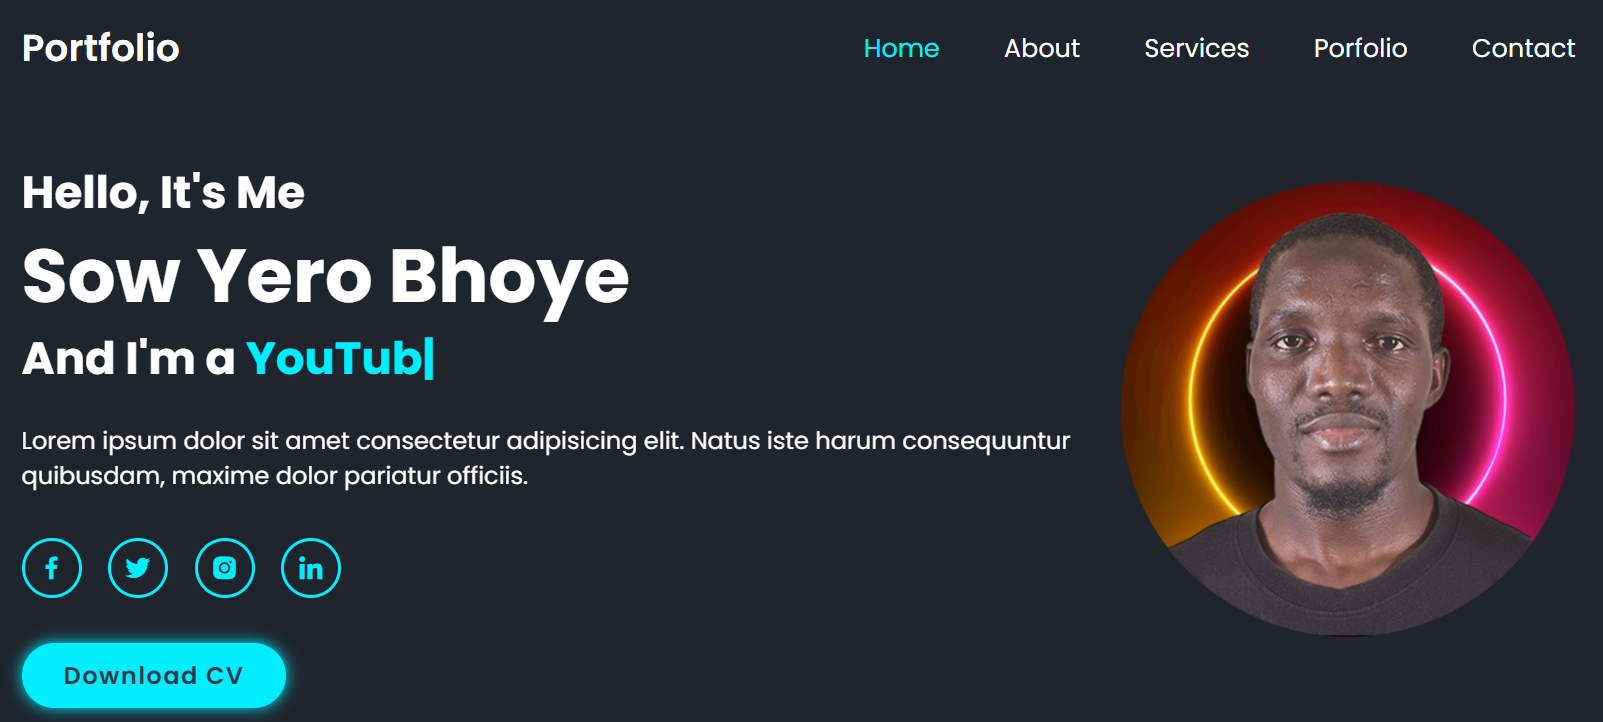 Portfolio
Home About Services Porfolio Contact
Hello, It's Me
Sow Yero Bhoye
And I'm a YouTub|
Lorem ipsum dolor sit amet consectetur adipisicing elit. Natus iste harum consequuntur
quibusdam, maxime dolor pariatur officiis.
Download CV